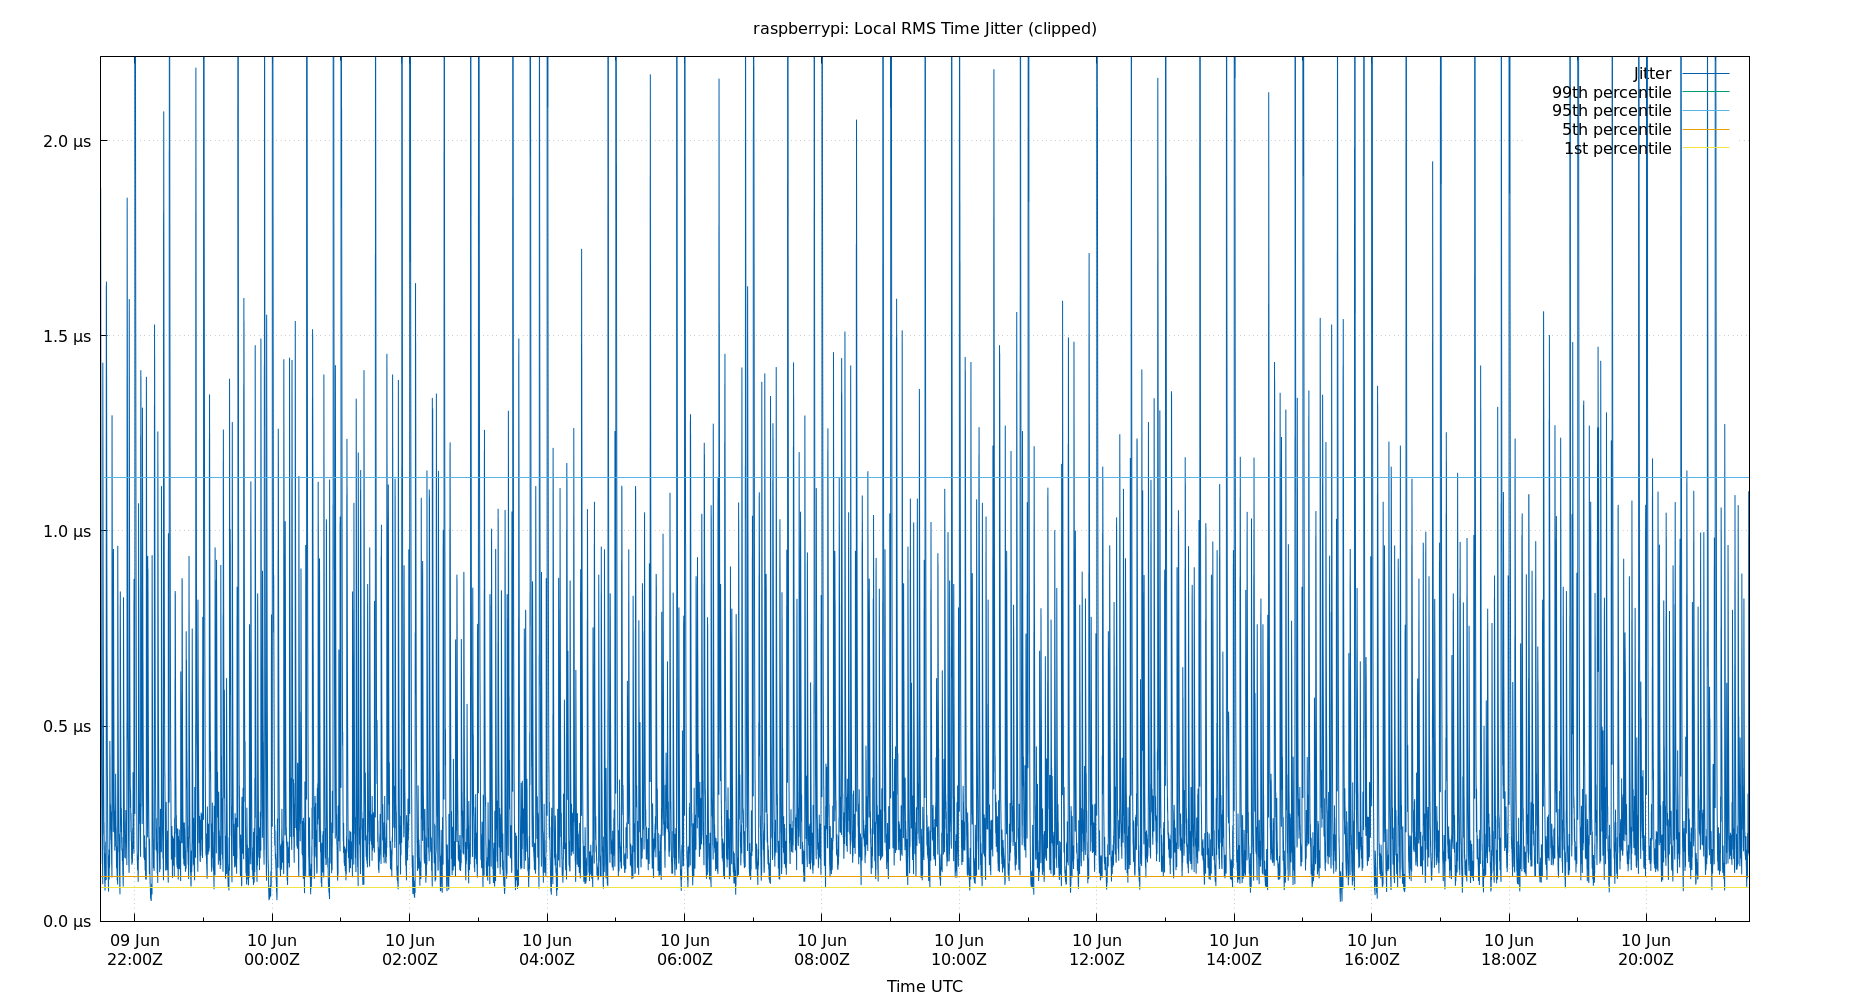 raspberrypi: Local RMS Time Jitter (clipped)
Jitter
99th percentile
95th percentile
5th percentile
1st percentile
2.0 µs
1.5 µs
1.0 µs
0.5 µs
0.0 µs
09 Jun 10 Jun 10 Jun 10 Jun 10 Jun 10 Jun 10 Jun 10 Jun 10 Jun 10 Jun 10 Jun 10 Jun
22:00Z 00:00Z 02:00Z 04:00Z 06:00Z 08:00Z 10:00Z 12:00Z 14:00Z 16:00Z 18:00Z 20:00Z
Time UTC